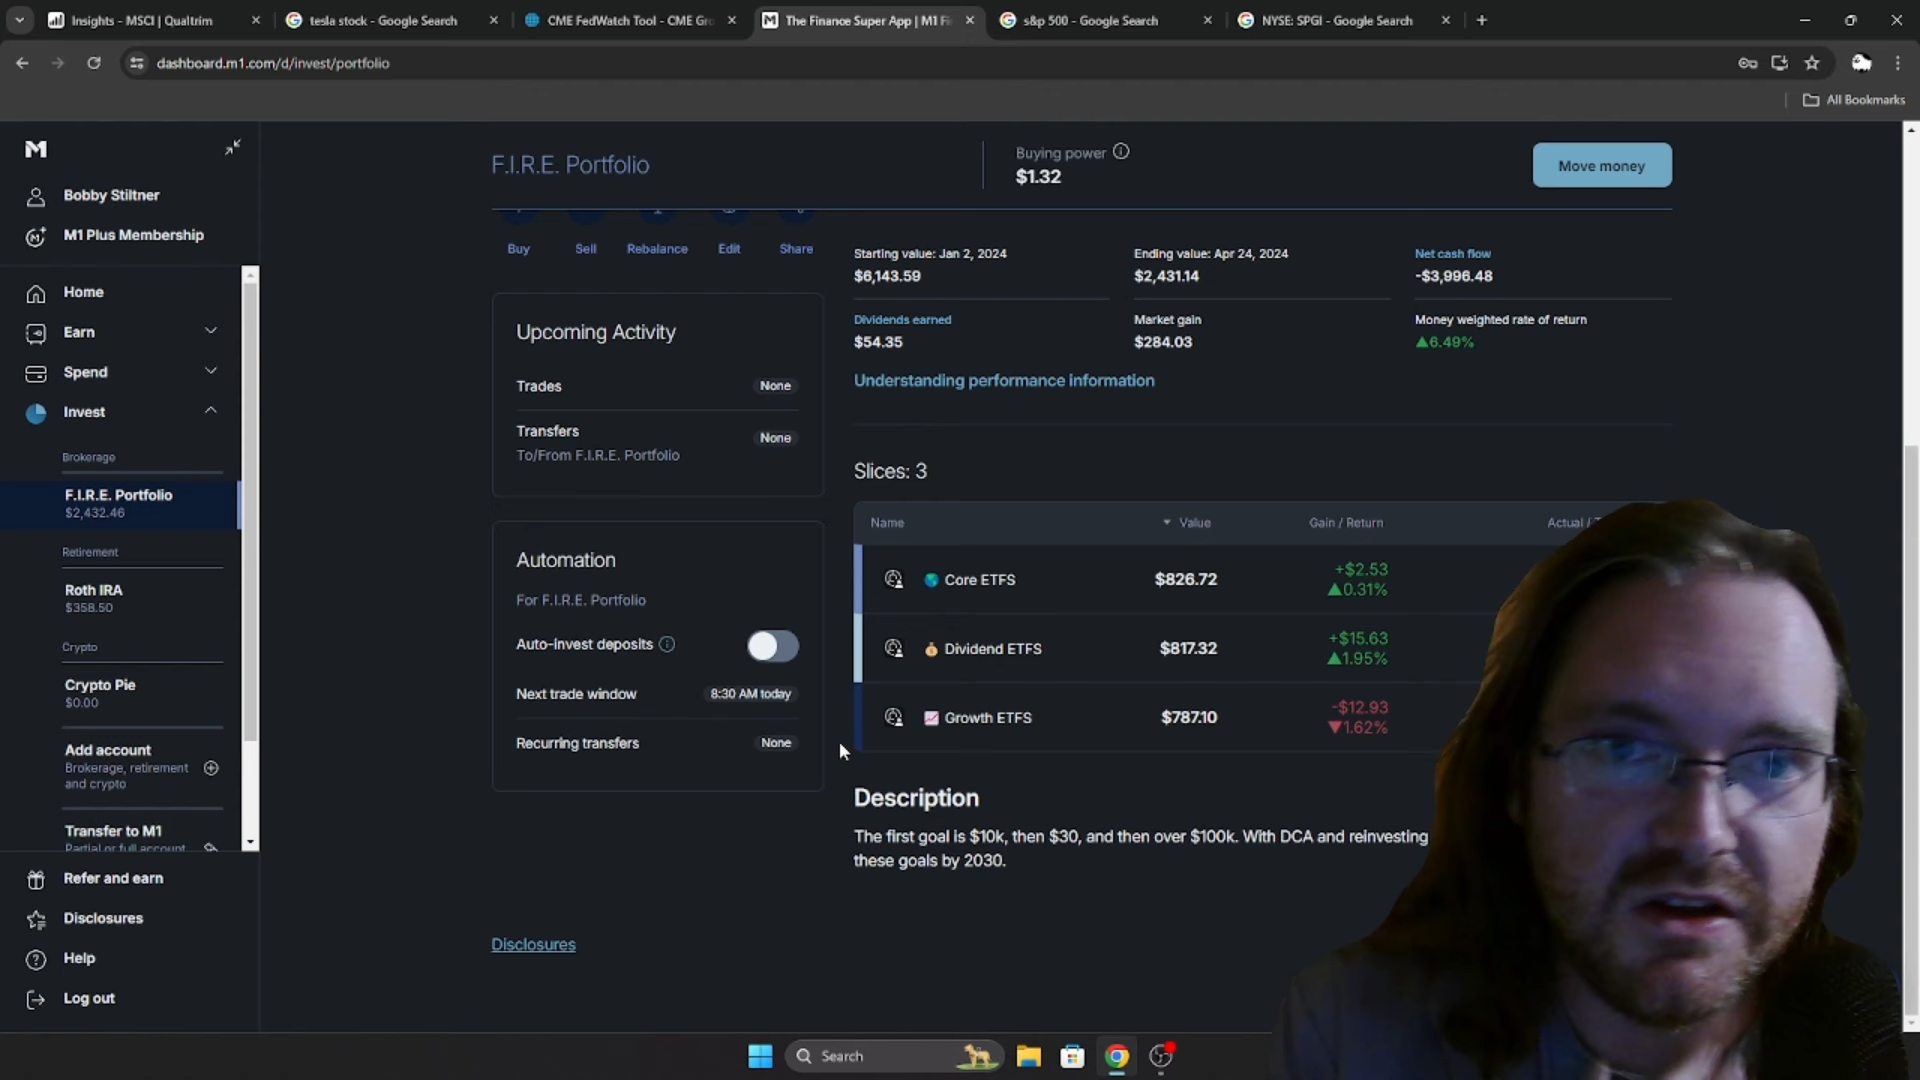 Insights - MSCI | Qualtrim
tesla stock - Google Search
CME FedWatch Tool - CME Gro
The Finance Super App | M1 Fi
s&p 500 - Google Search
NYSE: SPGI - Google Search
dashboard.m1.com/d/invest/portfolio
All Bookmarks
Bobby Stiltner
M1 Plus Membership
Home
Earn
Spend
Invest
Brokerage
F.I.R.E. Portfolio
$2,432.46
Retirement
Roth IRA
$358.50
Crypto
Crypto Pie
$0.00
Add account
Brokerage, retirement
and crypto
Transfer to M1
Partial or full account
Refer and earn
Disclosures
Help
Log out
F.I.R.E. Portfolio
Buying power
$1.32
Move money
Buy Sell Rebalance Edit Share
Upcoming Activity
Trades None
Transfers None
To/From F.I.R.E. Portfolio
Automation
For F.I.R.E. Portfolio
Auto-invest deposits
Next trade window 8:30 AM today
Recurring transfers None
Starting value: Jan 2, 2024 Ending value: Apr 24, 2024 Net cash flow
$6,143.59 $2,431.14 -$3,996.48
Dividends earned Market gain Money weighted rate of return
$54.35 $284.03 ▲6.49%
Understanding performance information
Slices: 3
Name Value Gain / Return Actual /
Core ETFS $826.72 +$2.53
▲0.31%
Dividend ETFS $817.32 +$15.63
▲1.95%
Growth ETFS $787.10 -$12.93
▼1.62%
Description
The first goal is $10k, then $30, and then over $100k. With DCA and reinvesting
these goals by 2030.
Disclosures
Search